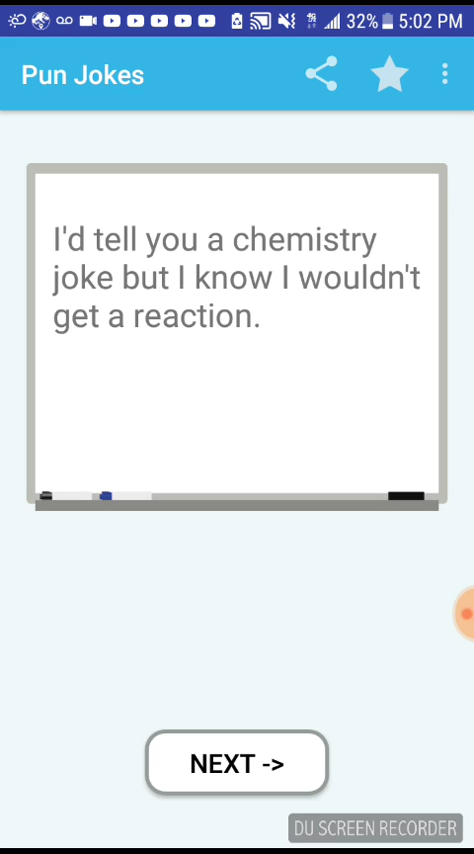 32% 5:02 PM
Pun Jokes
I'd tell you a chemistry
joke but I know I wouldn't
get a reaction.
NEXT ->
DU SCREEN RECORDER